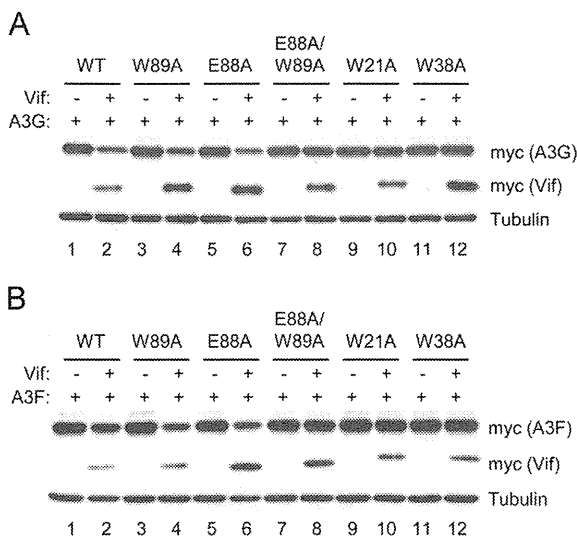 A
E88A/
WT W89A E88A W89A W21A W38A
Vif: - + - + - + - + - + - +
A3G: + + + + + + + + + + + +
myc (A3G)
myc (Vif)
Tubulin
1 2 3 4 5 6 7 8 9 10 11 12
B
E88A/
WT W89A E88A W89A W21A W38A
Vif: - + - + - + - + - + - +
A3F: + + + + + + + + + + + +
myc (A3F)
myc (Vif)
Tubulin
1 2 3 4 5 6 7 8 9 10 11 12